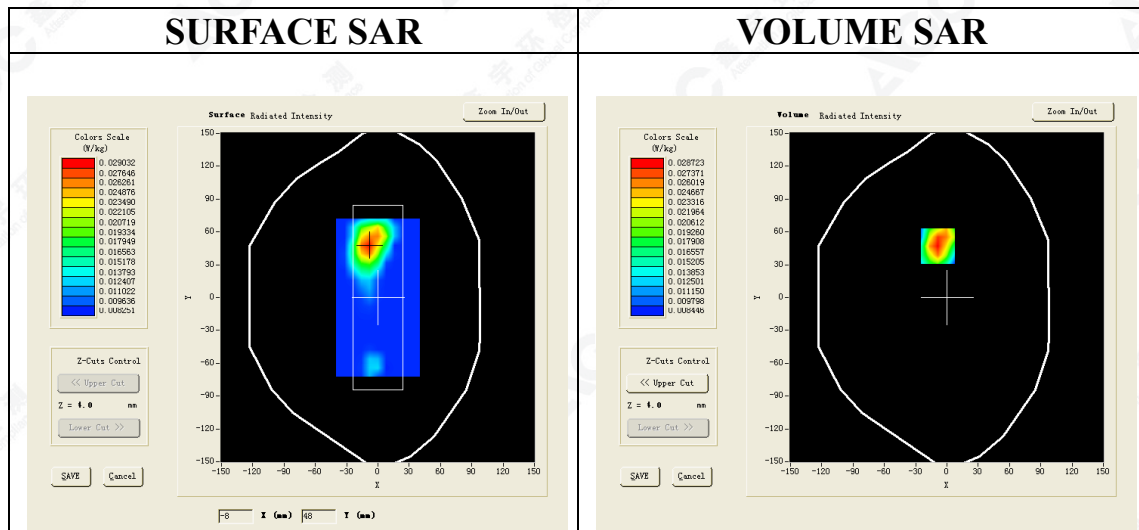 SURFACE SAR
VOLUME SAR
Surface Radiated Intensity
Zoom In/Out
Colors Scale
(W/kg)
0.029032
0.027646
0.026261
0.024876
0.023490
0.022105
0.020719
0.019334
0.017949
0.016563
0.015178
0.013793
0.012407
0.011022
0.009636
0.008251
150
120
90
60
30
0
-30
-60
-90
-120
-150
Y
-150 -120 -90 -60 -30 0 30 60 90 120 150
X
Z-Cuts Control
<< Upper Cut
Z = 4.0 mm
Lower Cut >>
SAVE Cancel
-8 X (mm) 48 Y (mm)
Volume Radiated Intensity
Zoom In/Out
Colors Scale
(W/kg)
0.028723
0.027371
0.026019
0.024667
0.023316
0.021964
0.020612
0.019260
0.017908
0.016557
0.015205
0.013853
0.012501
0.011150
0.009798
0.008446
150
120
90
60
30
0
-30
-60
-90
-120
-150
Y
-150 -120 -90 -60 -30 0 30 60 90 120 150
X
Z-Cuts Control
<< Upper Cut
Z = 4.0 mm
Lower Cut >>
SAVE Cancel